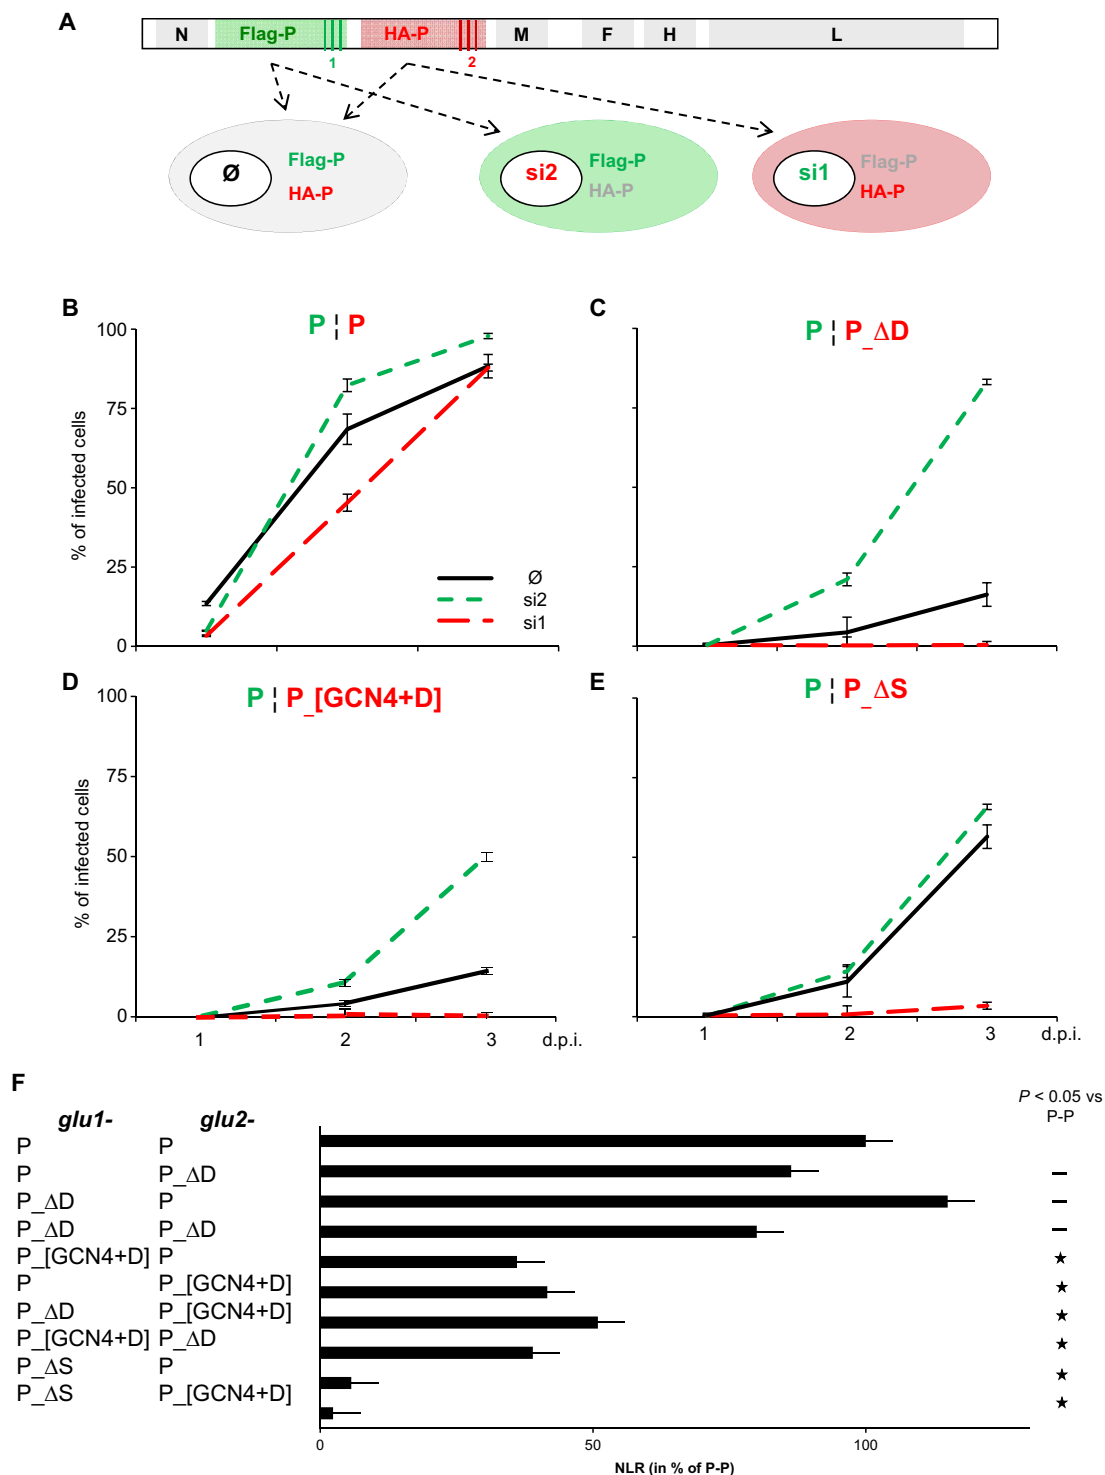 A
N Flag-P HA-P M F H L
1 2
Ø Flag-P HA-P
si2 Flag-P HA-P
si1 Flag-P HA-P
B
P ¦ P
100
75
50
25
0
% of infected cells
Ø
si2
si1
C
P ¦ P_ΔD
D
P ¦ P_[GCN4+D]
100
75
50
25
0
% of infected cells
1 2 3 d.p.i.
E
P ¦ P_ΔS
1 2 3 d.p.i.
F
glu1- glu2-
P < 0.05 vs
P-P
P P
P P_ΔD –
P_ΔD P –
P_ΔD P_ΔD –
P_[GCN4+D] P ★
P P_[GCN4+D] ★
P_ΔD P_[GCN4+D] ★
P_[GCN4+D] P_ΔD ★
P_ΔS P ★
P_ΔS P_[GCN4+D] ★
0 50 100
NLR (in % of P-P)